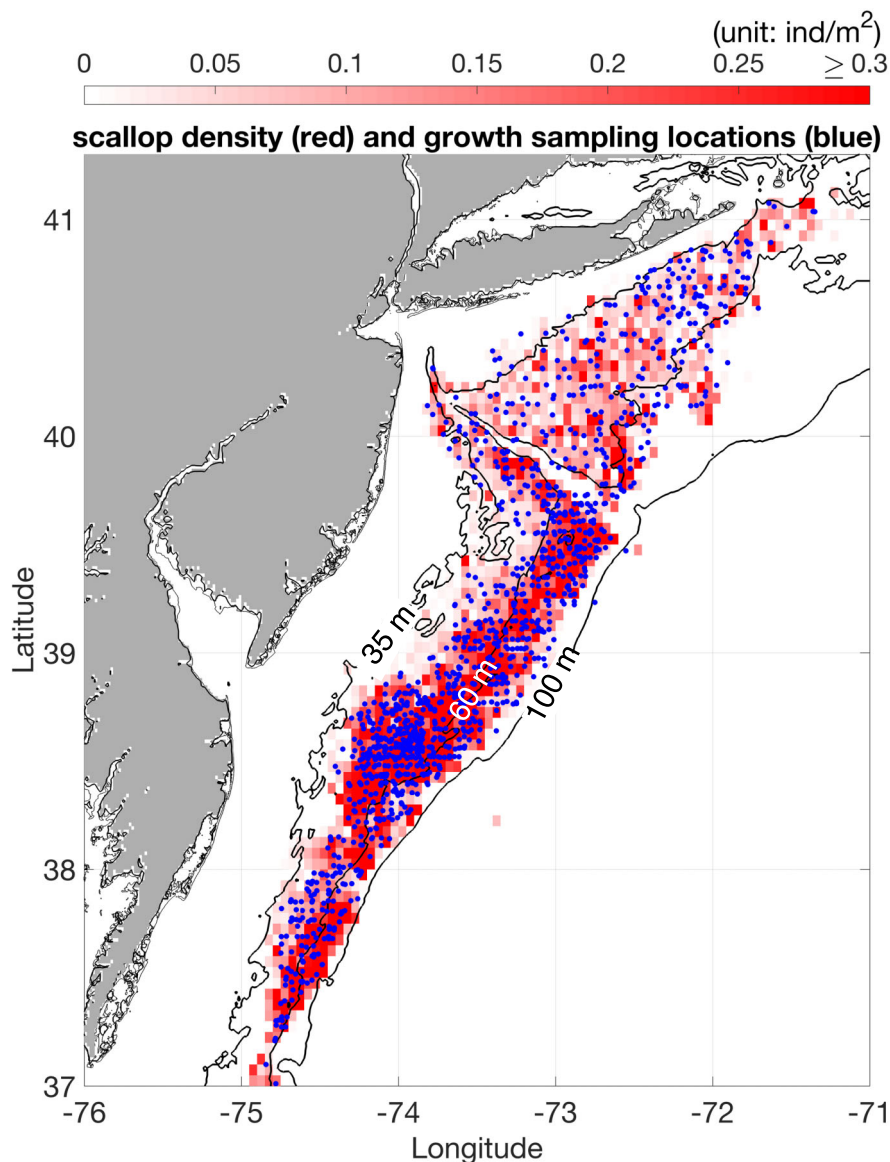 (unit: ind/m²)
0 0.05 0.1 0.15 0.2 0.25 ≥ 0.3
scallop density (red) and growth sampling locations (blue)
41
40
39
38
37
Latitude
35 m
60 m
100 m
-76 -75 -74 -73 -72 -71
Longitude